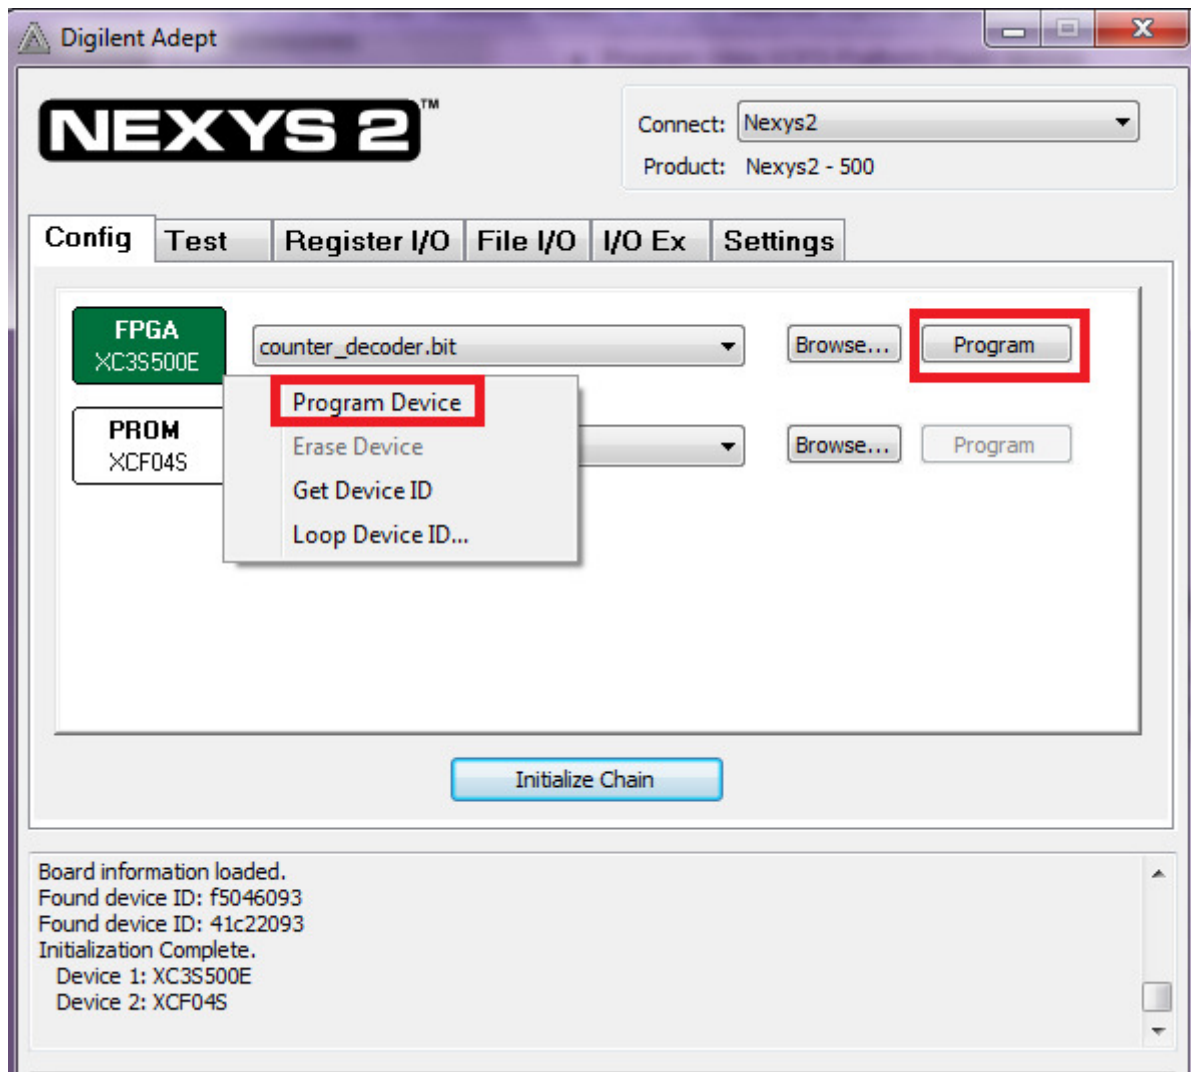 Digilent Adept
NEXYS 2™
Connect: Nexys2
Product: Nexys2 - 500
Config Test Register I/O File I/O I/O Ex Settings
FPGA
XC3S500E
counter_decoder.bit
Browse...
Program
Program Device
Erase Device
Get Device ID
Loop Device ID...
PROM
XCF04S
Browse...
Program
Initialize Chain
Board information loaded.
Found device ID: f5046093
Found device ID: 41c22093
Initialization Complete.
Device 1: XC3S500E
Device 2: XCF04S